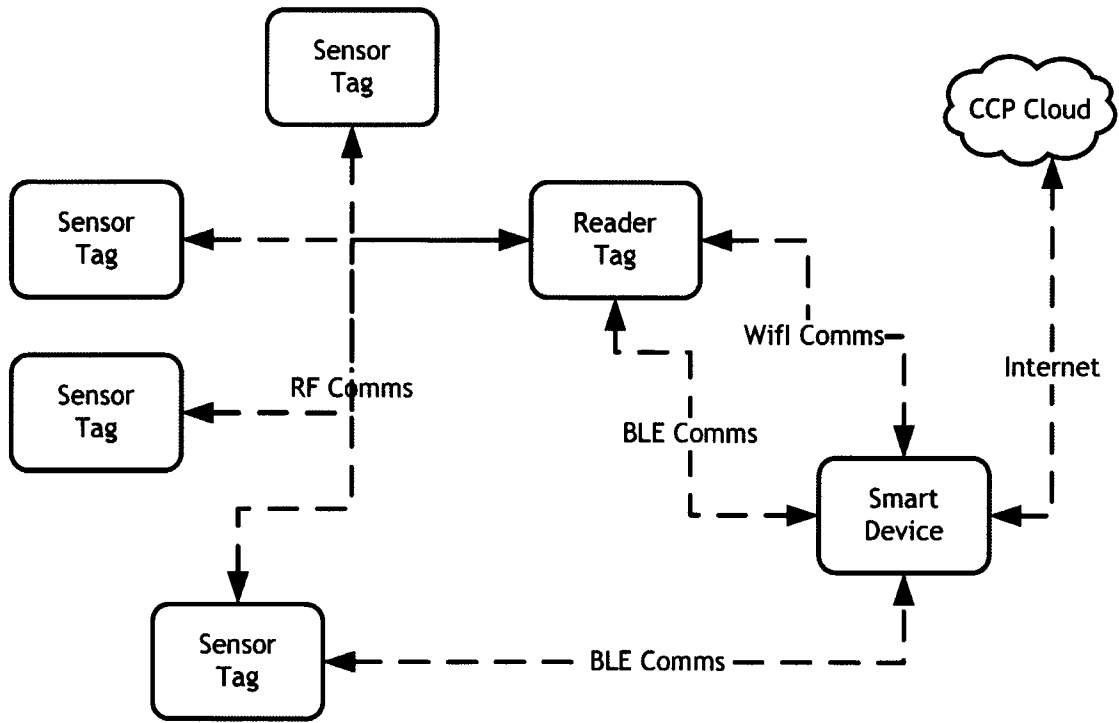 Sensor
Tag
CCP Cloud
Sensor
Tag
Reader
Tag
WifI Comms
Internet
Sensor
Tag
RF Comms
BLE Comms
Smart
Device
Sensor
Tag
BLE Comms